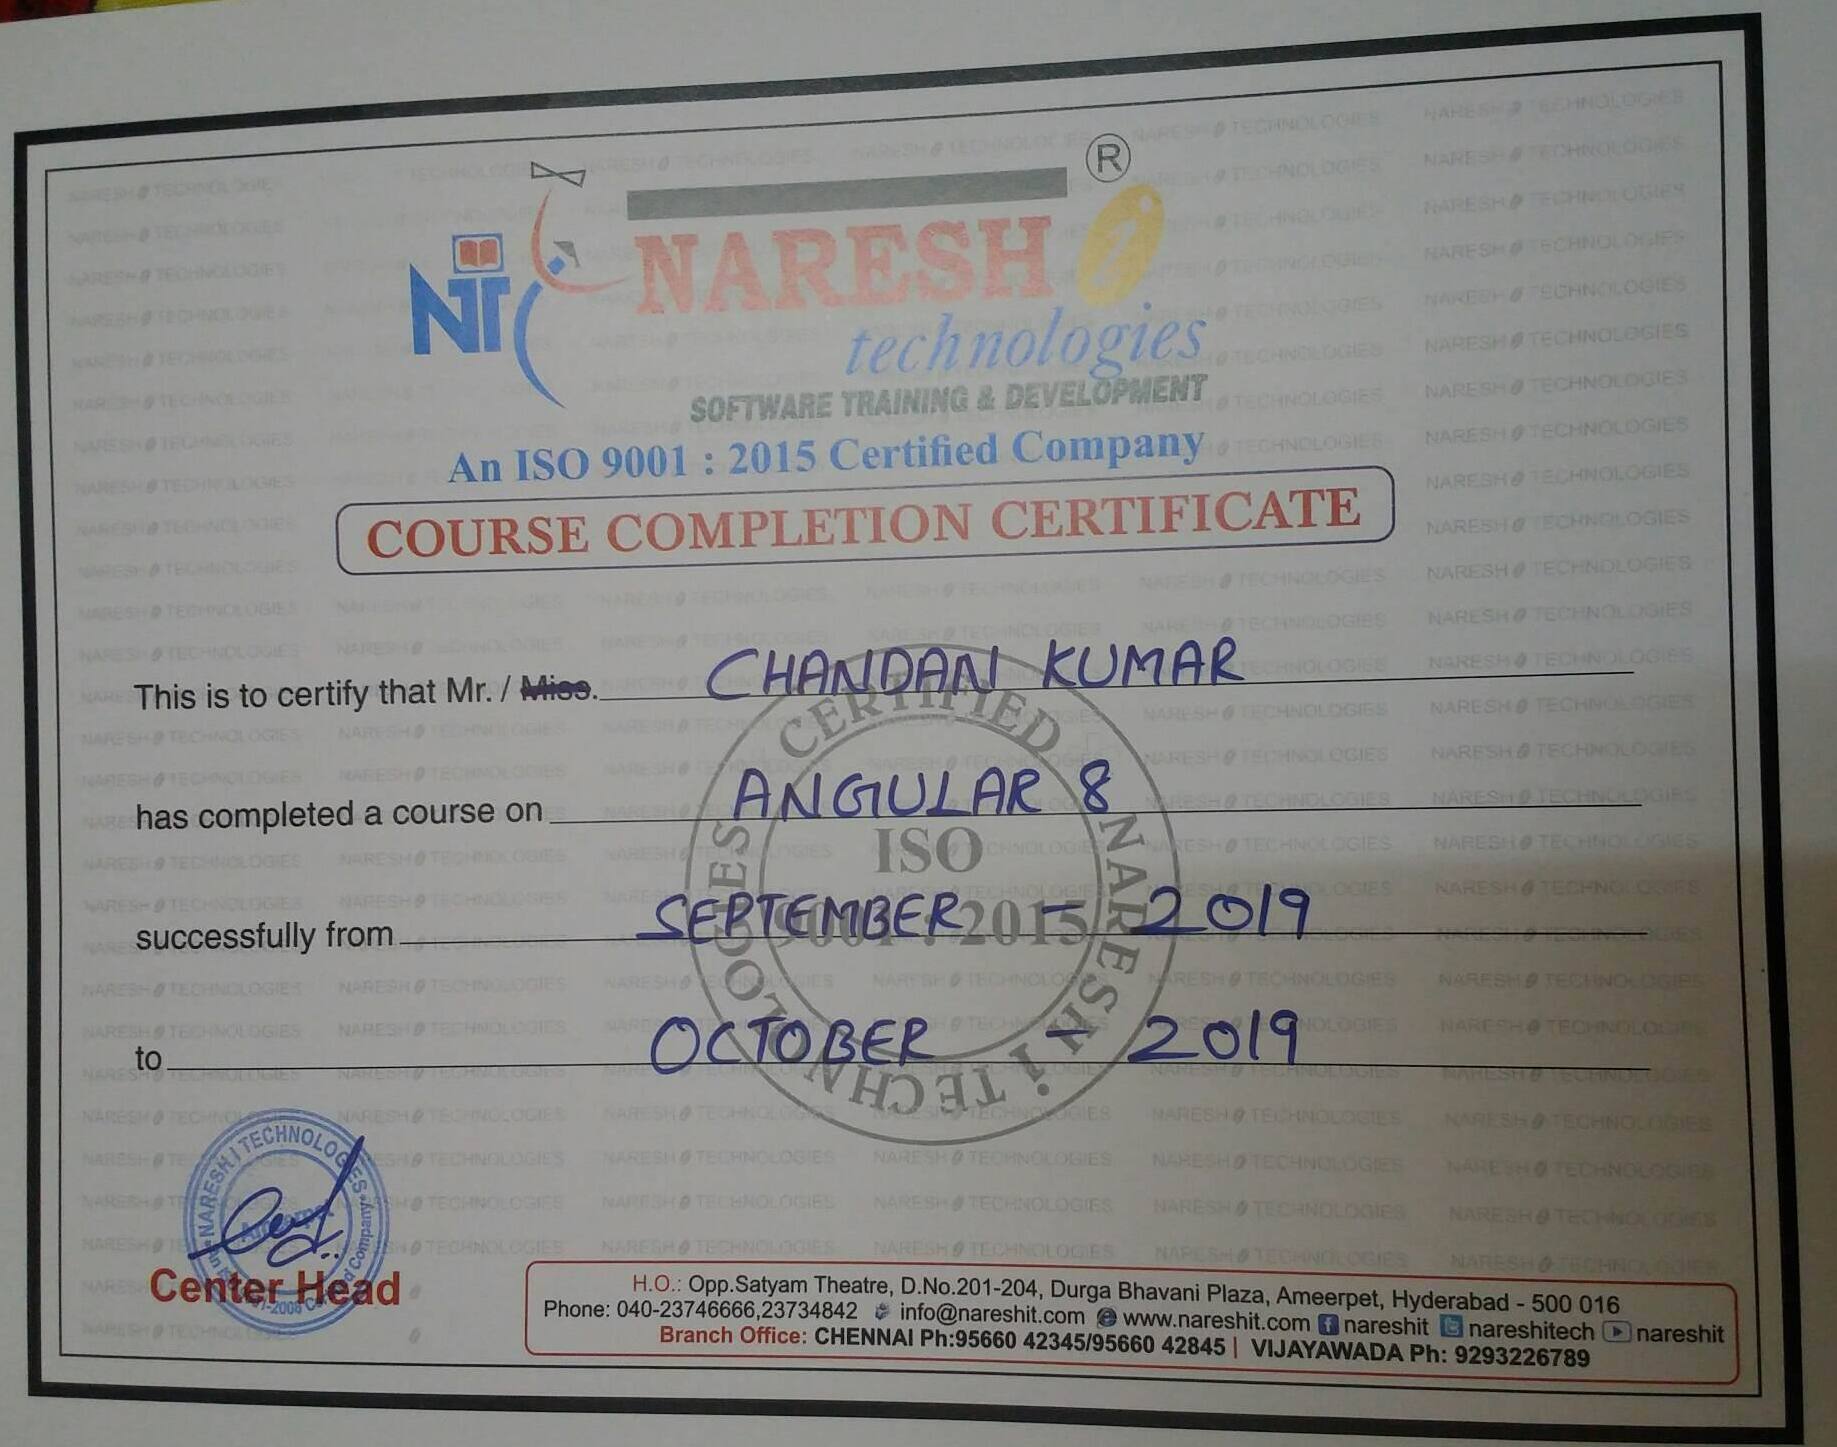 ®
NT
NARESH i
technologies
SOFTWARE TRAINING & DEVELOPMENT
An ISO 9001 : 2015 Certified Company
COURSE COMPLETION CERTIFICATE
This is to certify that Mr. / Miss. CHANDAN KUMAR
has completed a course on ANGULAR 8
successfully from SEPTEMBER - 2019
to OCTOBER - 2019
CERTIFIED NARESH i TECHNOLOGIES
ISO
9001 : 2015
NARESH i TECHNOLOGIES
Center Head
H.O.: Opp.Satyam Theatre, D.No.201-204, Durga Bhavani Plaza, Ameerpet, Hyderabad - 500 016
Phone: 040-23746666,23734842 info@nareshit.com www.nareshit.com nareshit nareshitech nareshit
Branch Office: CHENNAI Ph:95660 42345/95660 42845 | VIJAYAWADA Ph: 9293226789